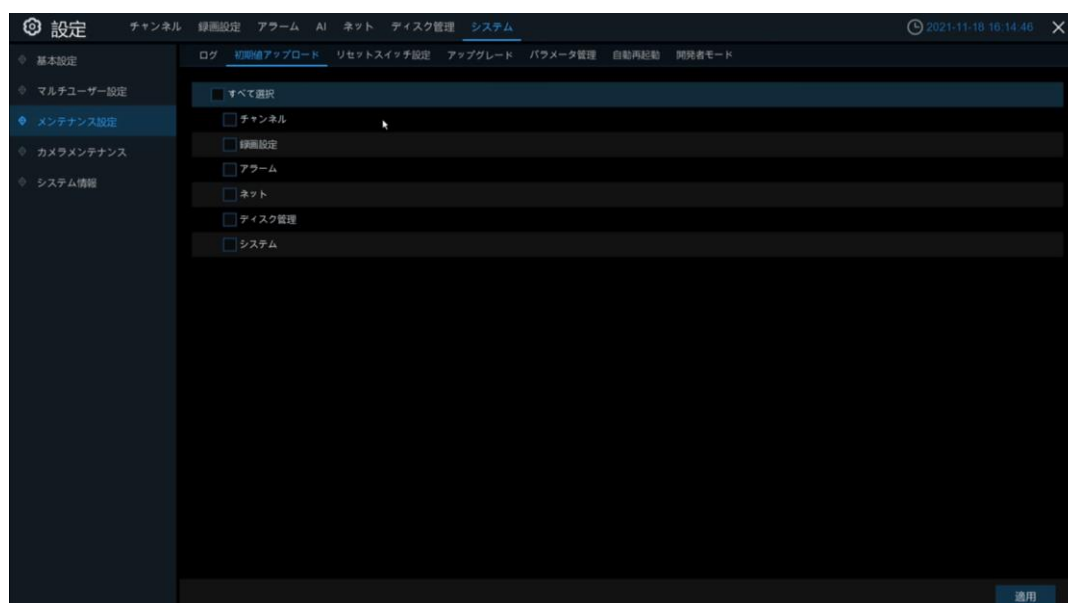 設定 チャンネル 録画設定 アラーム AI ネット ディスク管理 システム 2021-11-18 16:14:46
ログ 初期値アップロード リセットスイッチ設定 アップグレード パラメータ管理 自動再起動 開発者モード
基本設定
マルチユーザー設定
メンテナンス設定
カメラメンテナンス
システム情報
すべて選択
チャンネル
録画設定
アラーム
ネット
ディスク管理
システム
適用